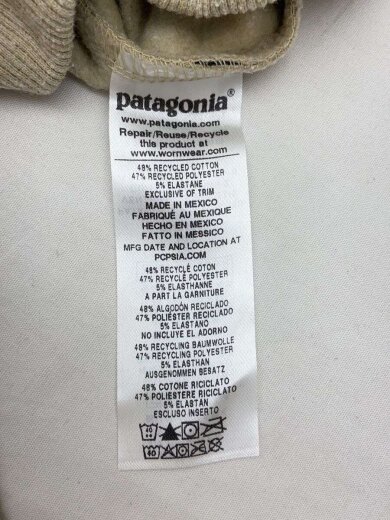 patagonia®
www.patagonia.com
Repair/Reuse/Recycle
this product at
www.wornwear.com
48% RECYCLED COTTON
47% RECYCLED POLYESTER
5% ELASTANE
EXCLUSIVE OF TRIM
MADE IN MEXICO
FABRIQUÉ AU MEXIQUE
HECHO EN MEXICO
FATTO IN MESSICO
MFG DATE AND LOCATION AT
PCPSIA.COM
48% RECYCLÉ COTON
47% RECYCLÉ POLYESTER
5% ELASTHANNE
A PART LA GARNITURE
48% ALGODÓN RECICLADO
47% POLIÉSTER RECICLADO
5% ELASTANO
NO INCLUYE EL ADORNO
48% RECYCLING BAUMWOLLE
47% RECYCLING POLYESTER
5% ELASTHAN
AUSGENOMMEN BESATZ
48% COTONE RICICLATO
47% POLIESTERE RICICLATO
5% ELASTAN
ESCLUSO INSERTO
40
40